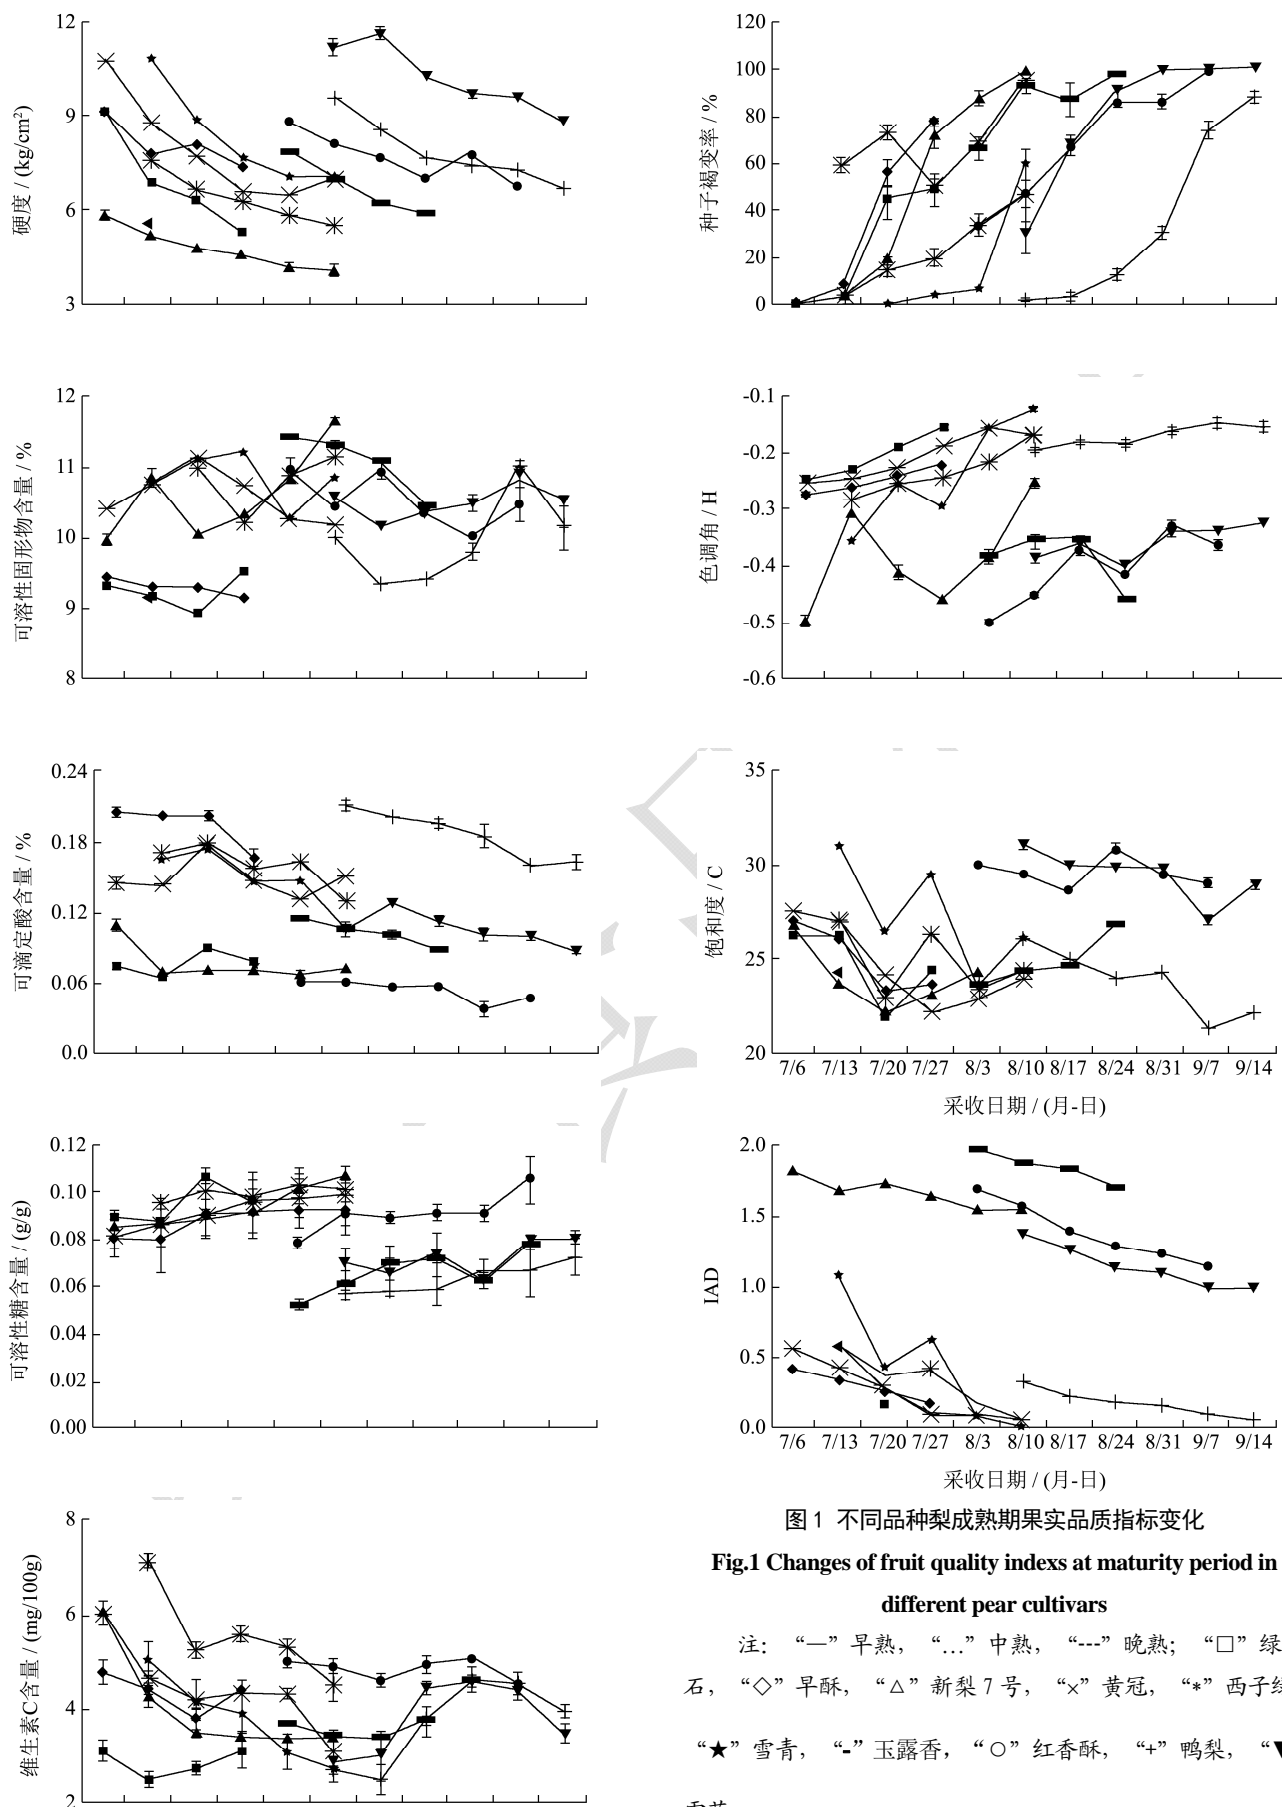 12
9
6
3
硬度 / (kg/cm²)
120
100
80
60
40
20
0
种子褐变率 / %
12
11
10
9
8
可溶性固形物含量 / %
-0.1
-0.2
-0.3
-0.4
-0.5
-0.6
色调角 / H
0.24
0.18
0.12
0.06
0.0
可滴定酸含量 / %
35
30
25
20
饱和度 / C
7/6 7/13 7/20 7/27 8/3 8/10 8/17 8/24 8/31 9/7 9/14
采收日期 / (月-日)
0.12
0.10
0.08
0.06
0.04
0.02
0.00
可溶性糖含量 / (g/g)
2.0
1.5
1.0
0.5
0.0
IAD
7/6 7/13 7/20 7/27 8/3 8/10 8/17 8/24 8/31 9/7 9/14
采收日期 / (月-日)
8
6
4
2
维生素C含量 / (mg/100g)
图 1 不同品种梨成熟期果实品质指标变化
Fig.1 Changes of fruit quality indexs at maturity period in
different pear cultivars
注：“—”早熟，“…”中熟，“---”晚熟；“□”绿
石，“◇”早酥，“△”新梨 7 号，“×”黄冠，“*”西子绿
“★”雪青，“-”玉露香，“○”红香酥，“+”鸭梨，“▼